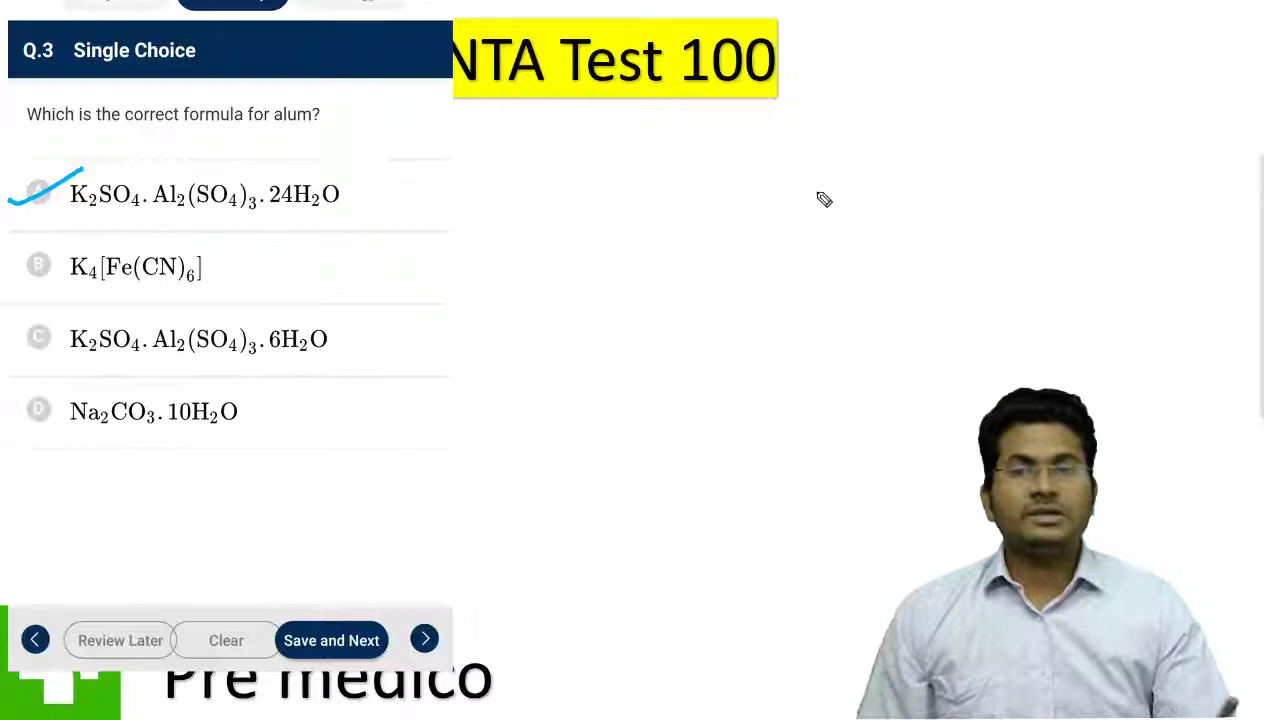 Q.3 Single Choice
NTA Test 100
Which is the correct formula for alum?
A K₂SO₄. Al₂(SO₄)₃. 24H₂O
B K₄[Fe(CN)₆]
C K₂SO₄. Al₂(SO₄)₃. 6H₂O
D Na₂CO₃. 10H₂O
Review Later Clear Save and Next
Pre medico